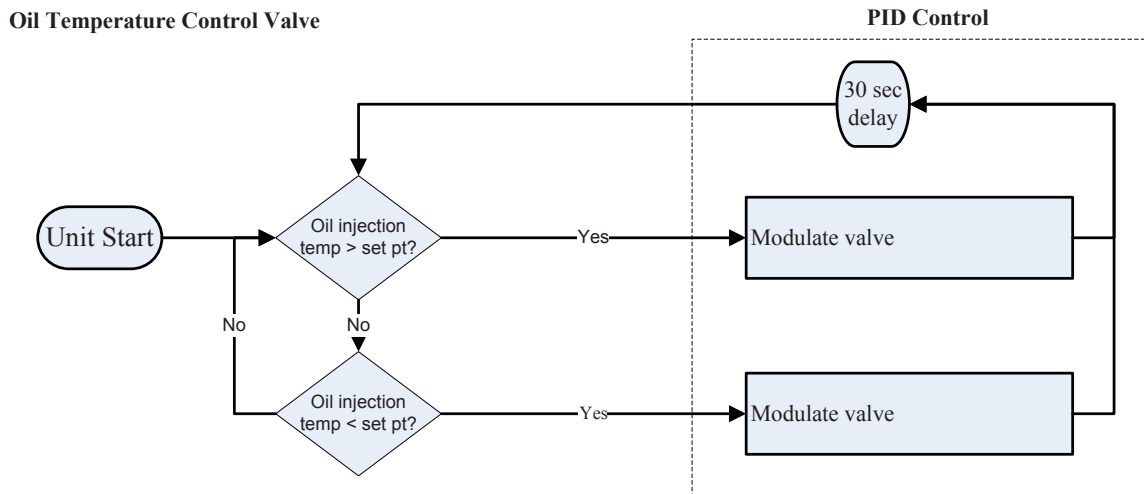 Oil Temperature Control Valve
PID Control
30 sec
delay
Unit Start
Oil injection
temp > set pt?
Yes
Modulate valve
No
No
Oil injection
temp < set pt?
Yes
Modulate valve